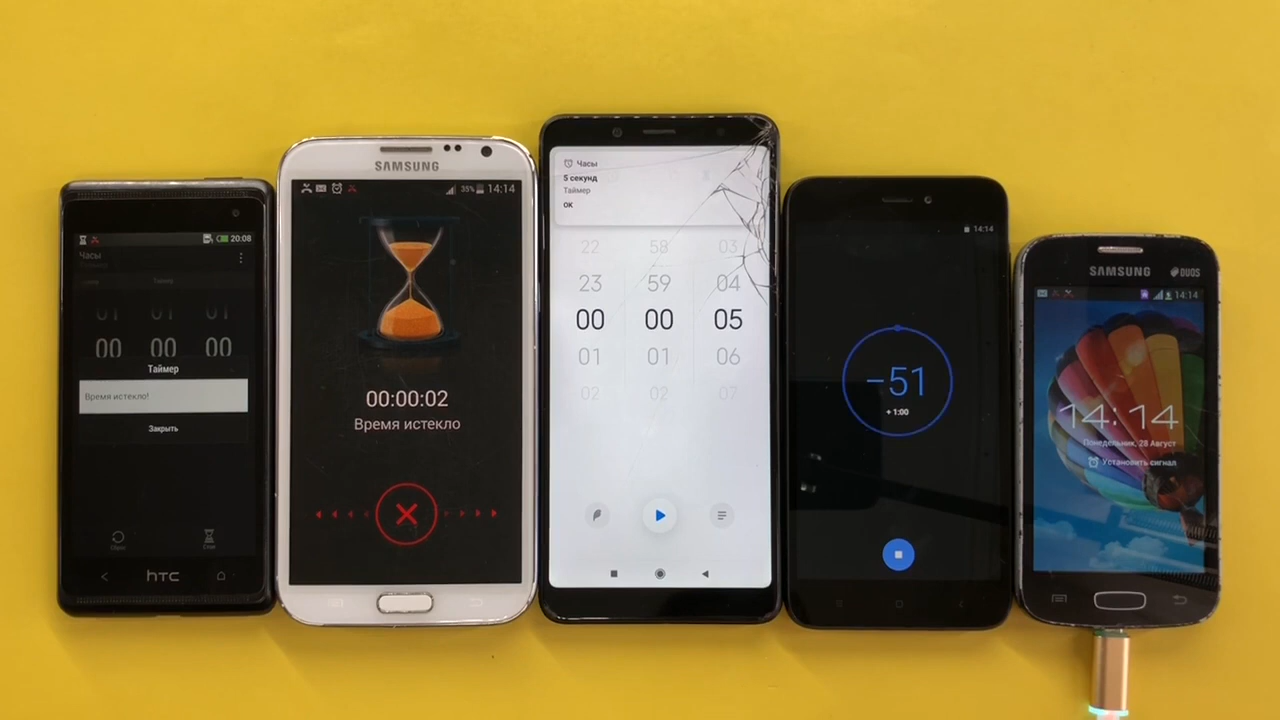 20:08
Часы
Таймер
01 01 01
00 00 00
Таймер
Время истекло!
Закрыть
Сброс
Стоп
hTC
SAMSUNG
35% 14:14
00:00:02
Время истекло
Часы
5 секунд
Таймер
ОК
22 58 03
23 59 04
00 00 05
01 01 06
02 02 07
14:14
−51
+ 1:00
SAMSUNG DUOS
14:14
14:14
Понедельник, 28 Август
Установить сигнал